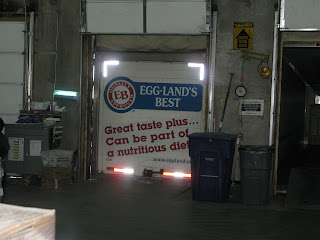 EB
EGG·LAND'S
BEST
Great taste plus...
Can be part of
a nutritious diet